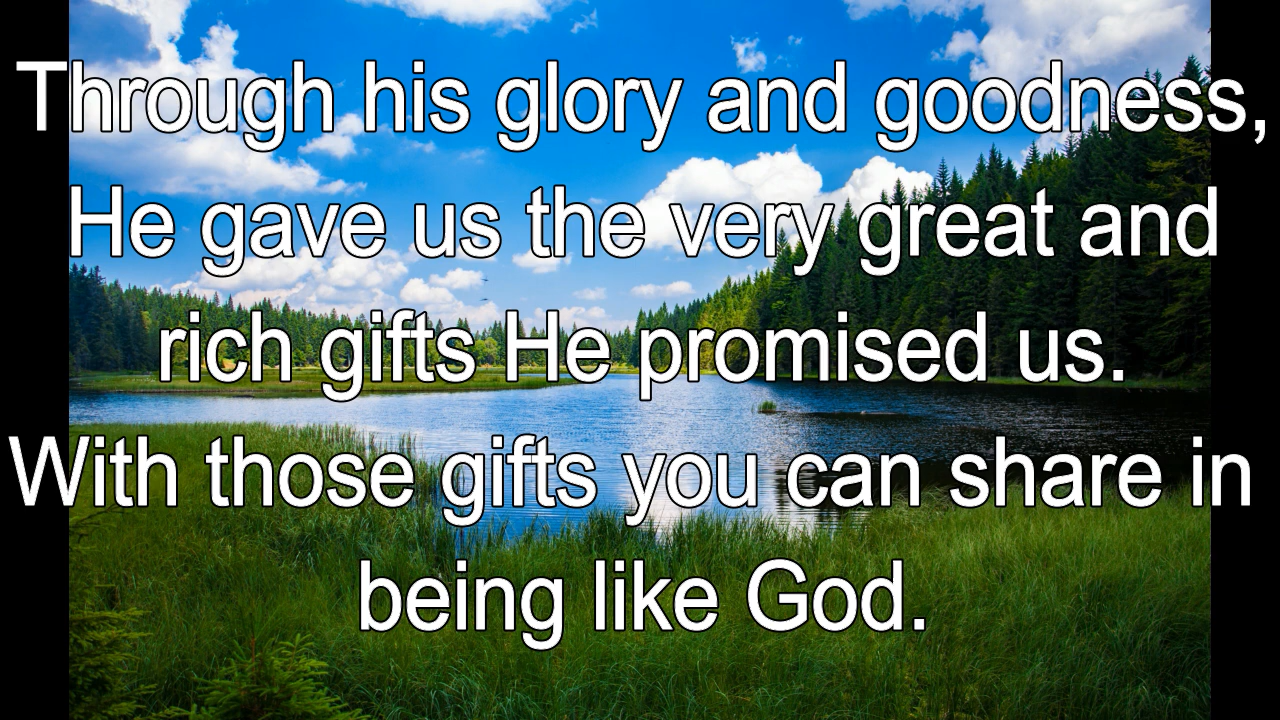 Through his glory and goodness,
He gave us the very great and
rich gifts He promised us.
With those gifts you can share in
being like God.